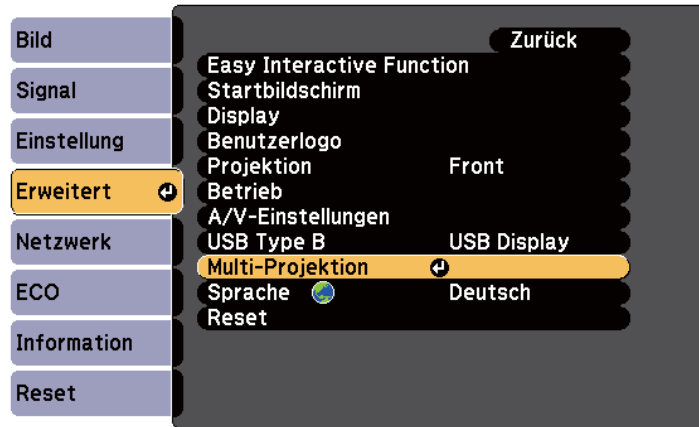 Bild
Signal
Einstellung
Erweitert
Netzwerk
ECO
Information
Reset
Zurück
Easy Interactive Function
Startbildschirm
Display
Benutzerlogo
Projektion Front
Betrieb
A/V-Einstellungen
USB Type B USB Display
Multi-Projektion
Sprache Deutsch
Reset